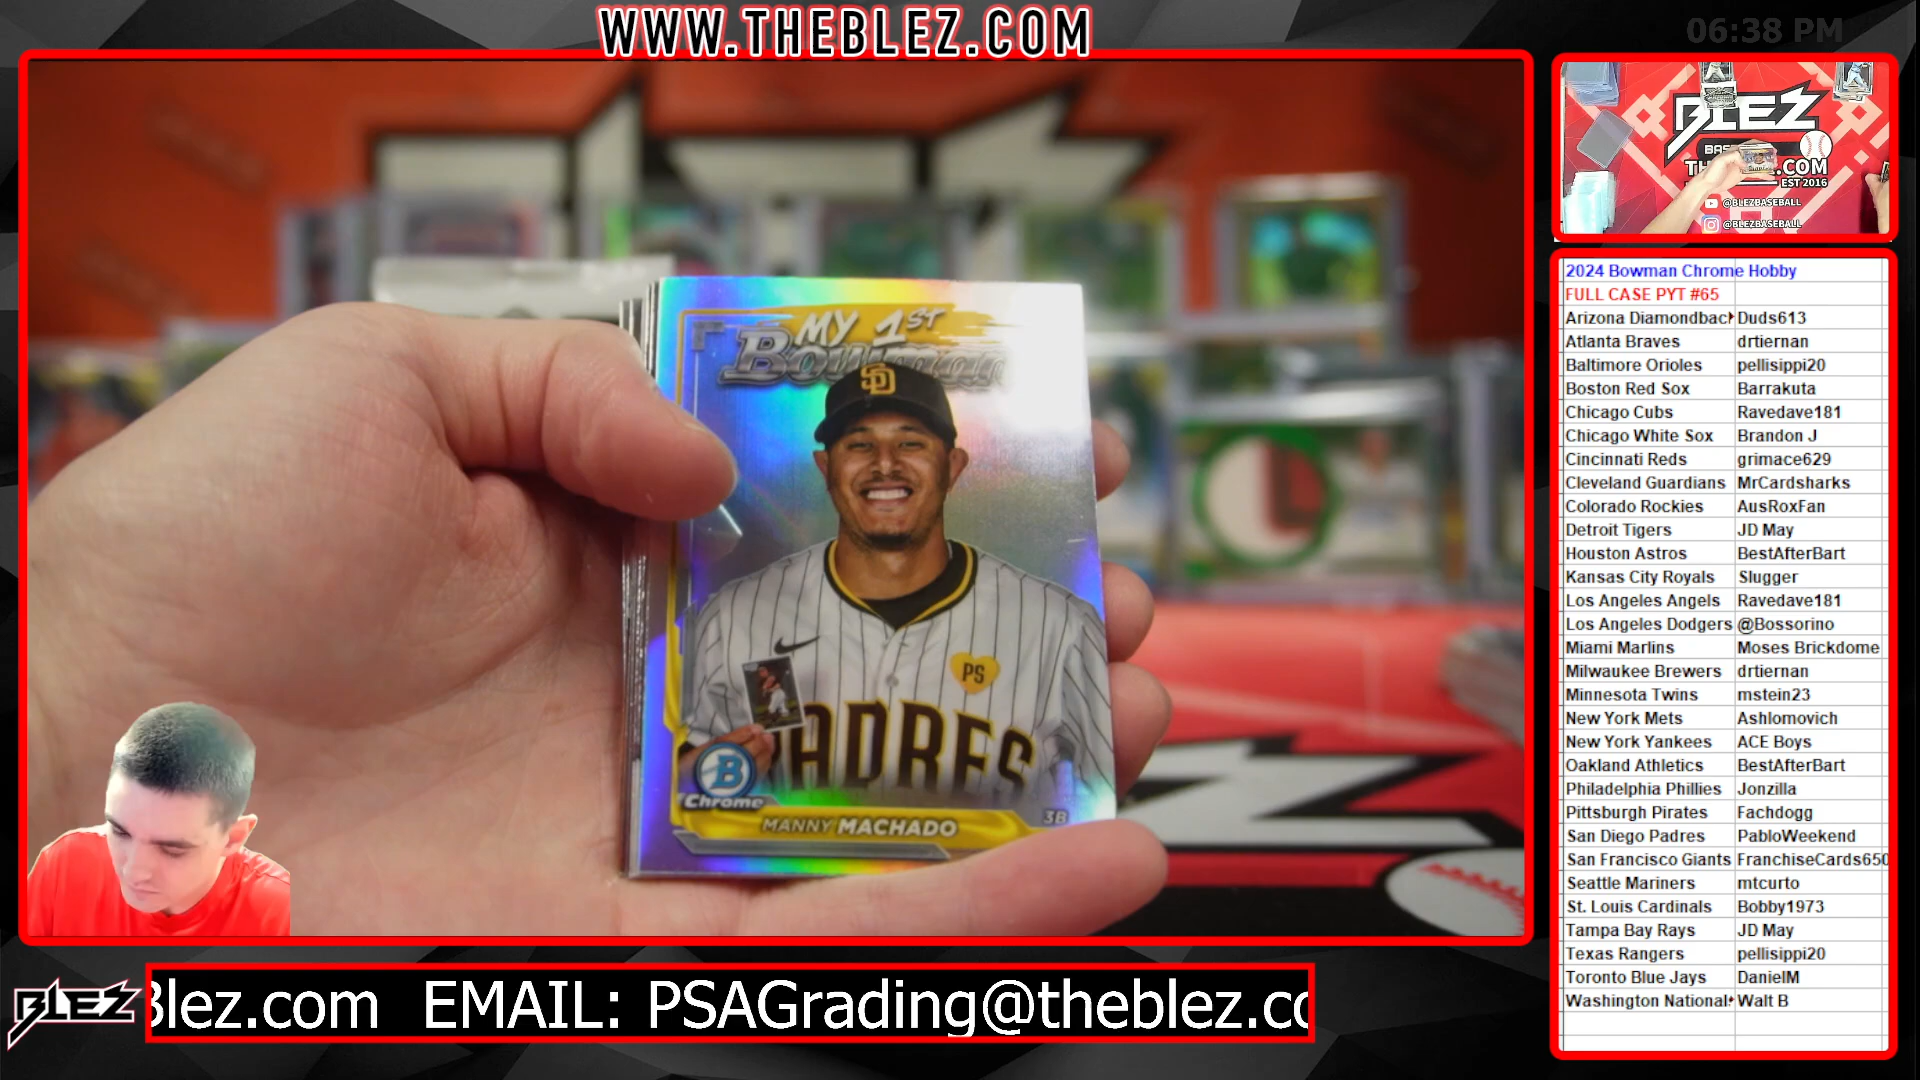 WWW.THEBLEZ.COM
06:38 PM
MY 1ST
Bowman
SD
PS
PADRES
B
Chrome
MANNY MACHADO
3B
BLEZ
.COM
EST 2016
@BLEZBASEBALL
@BLEZBASEBALL
2024 Bowman Chrome Hobby
FULL CASE PYT #65
Arizona Diamondback Duds613
Atlanta Braves drtiernan
Baltimore Orioles pellisippi20
Boston Red Sox Barrakuta
Chicago Cubs Ravedave181
Chicago White Sox Brandon J
Cincinnati Reds grimace629
Cleveland Guardians MrCardsharks
Colorado Rockies AusRoxFan
Detroit Tigers JD May
Houston Astros BestAfterBart
Kansas City Royals Slugger
Los Angeles Angels Ravedave181
Los Angeles Dodgers @Bossorino
Miami Marlins Moses Brickdome
Milwaukee Brewers drtiernan
Minnesota Twins mstein23
New York Mets Ashlomovich
New York Yankees ACE Boys
Oakland Athletics BestAfterBart
Philadelphia Phillies Jonzilla
Pittsburgh Pirates Fachdogg
San Diego Padres PabloWeekend
San Francisco Giants FranchiseCards650
Seattle Mariners mtcurto
St. Louis Cardinals Bobby1973
Tampa Bay Rays JD May
Texas Rangers pellisippi20
Toronto Blue Jays DanielM
Washington National Walt B
BLEZ
Blez.com EMAIL: PSAGrading@theblez.co